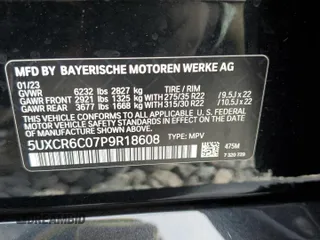 MFD BY BAYERISCHE MOTOREN WERKE AG
01/23
GVWR 6232 lbs 2827 kg TIRE / RIM
GAWR FRONT 2921 lbs 1325 kg 275/35 R22 / 9.5J x 22
GAWR REAR 3677 lbs 1668 kg 315/30 R22 / 10.5J x 22
THIS VEHICLE CONFORMS TO ALL APPLICABLE U.S. FEDERAL
MOTOR VEHICLE SAFETY STANDARDS IN EFFECT ON THE DATE
OF MANUFACTURE SHOWN ABOVE.
5UXCR6C07P9R18608 TYPE: MPV
475M